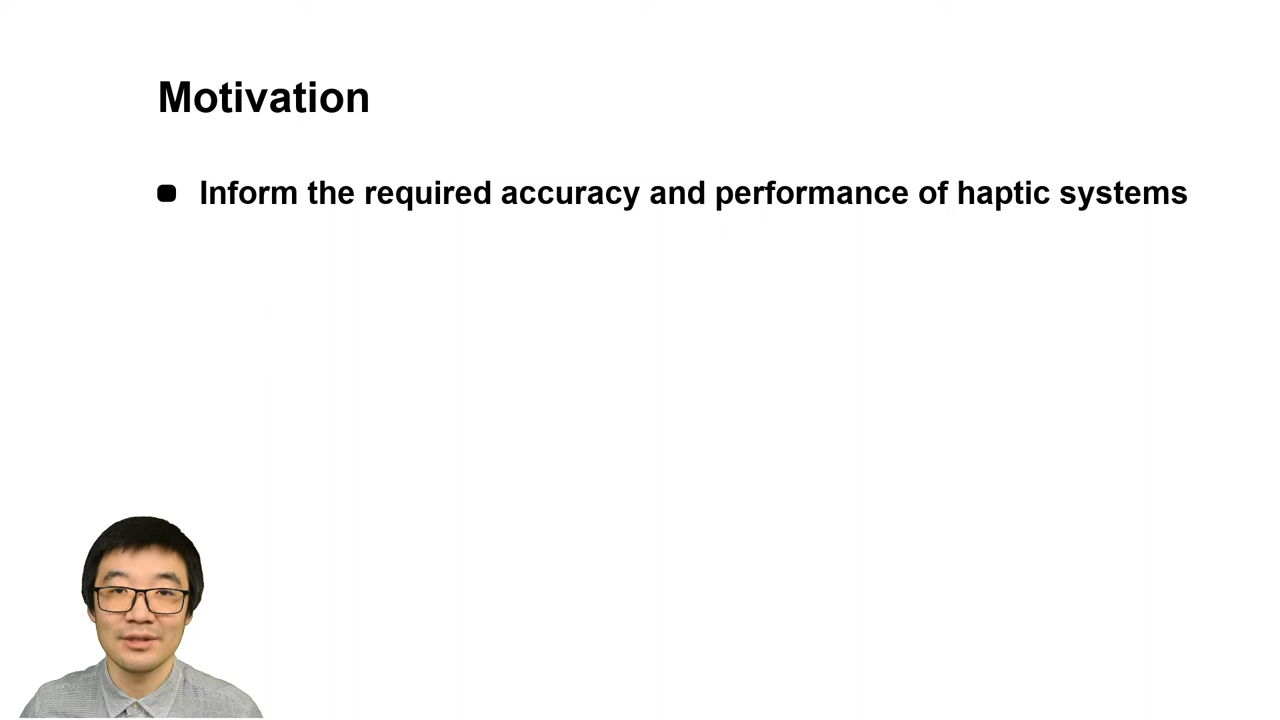 Motivation
Inform the required accuracy and performance of haptic systems